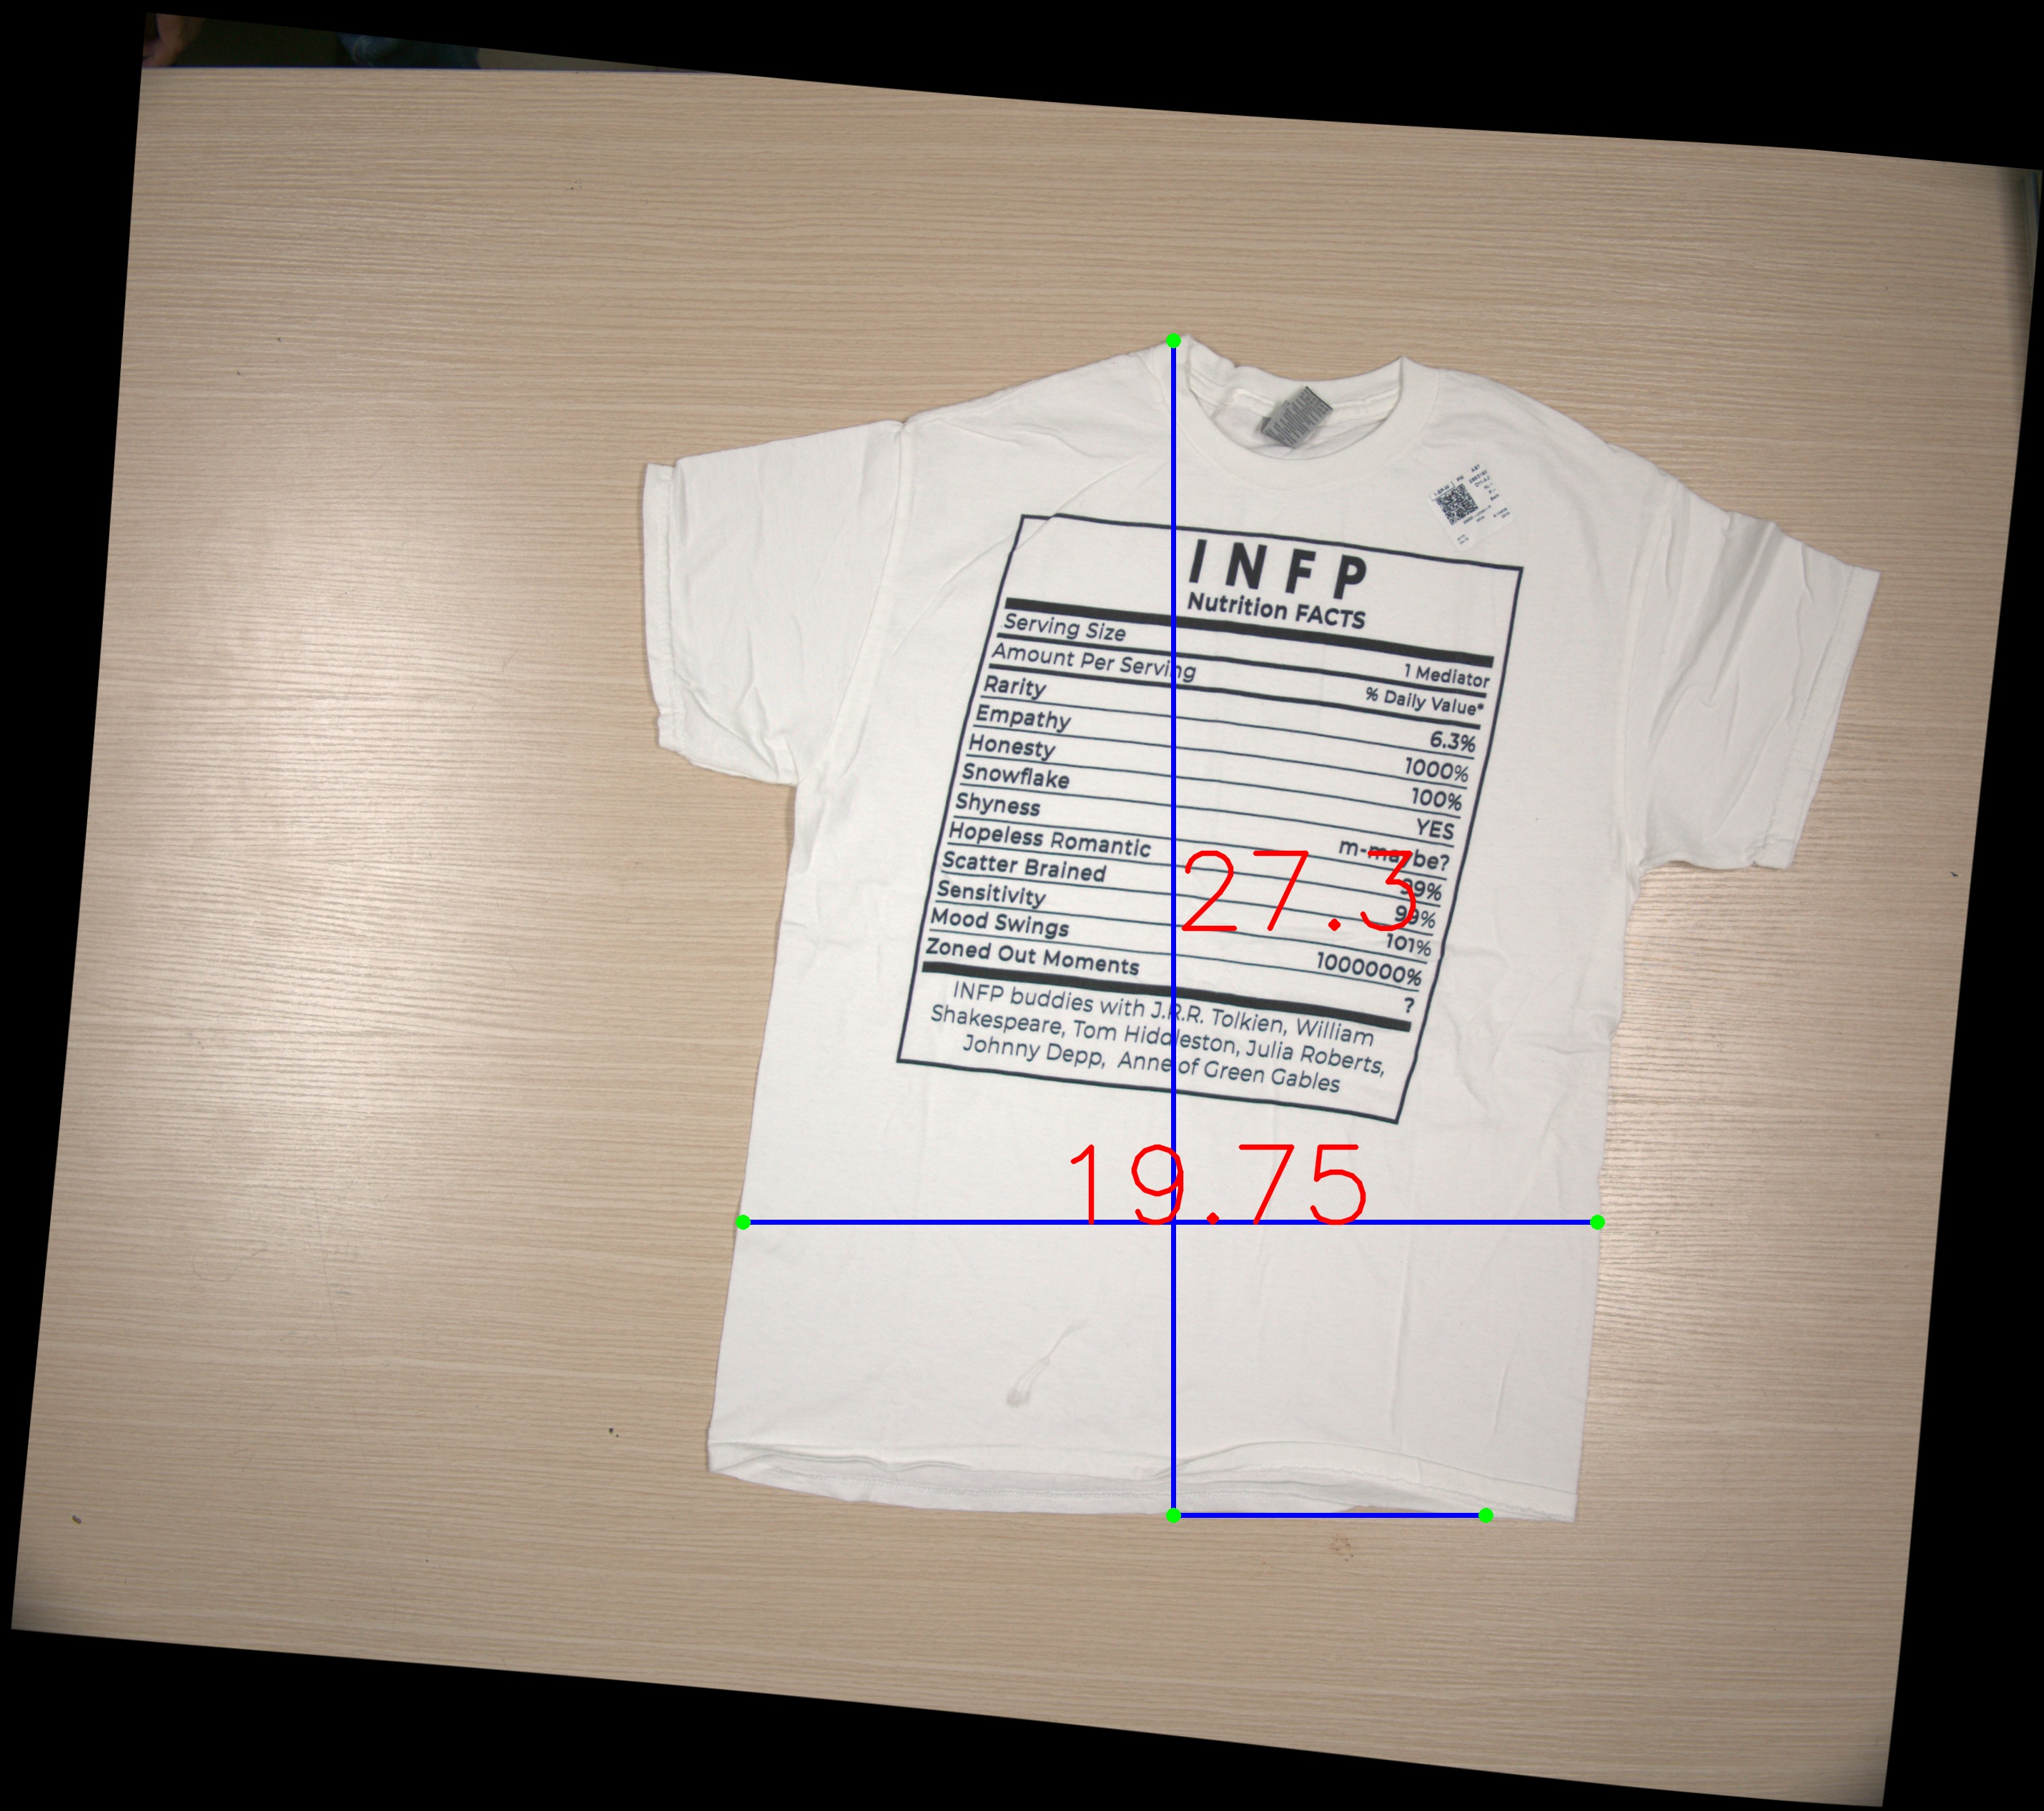 INFP
Nutrition FACTS
Serving Size 1 Mediator
Amount Per Serving % Daily Value*
Rarity 6.3%
Empathy 1000%
Honesty 100%
Snowflake YES
Shyness m-maybe?
Hopeless Romantic 99%
Scatter Brained 99%
Sensitivity 101%
Mood Swings 1000000%
Zoned Out Moments ?
INFP buddies with J.R.R. Tolkien, William
Shakespeare, Tom Hiddleston, Julia Roberts,
Johnny Depp, Anne of Green Gables
27.3
19.75